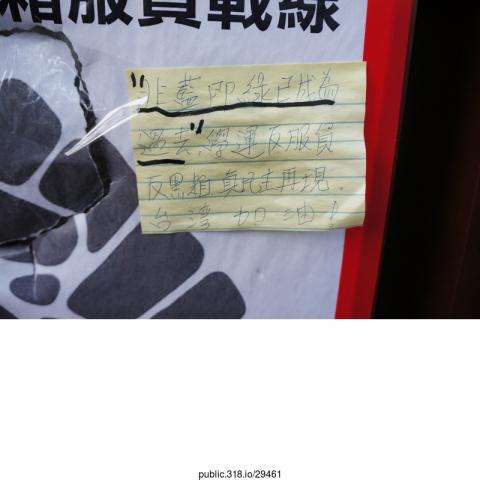 箱服貿戰線
"非藍即綠已成為
過去",學運反服貿
反黑箱真民主再現.
台灣加油!
public.318.io/29461